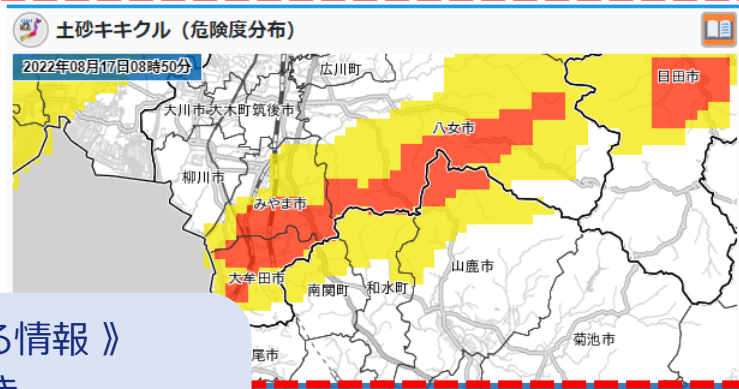 土砂キキクル（危険度分布）
2022年08月17日08時50分
広川町
日田市
大川市
大木町
筑後市
八女市
柳川市
みやま市
大牟田市
山鹿市
南関町
和水町
菊池市
尾市
る情報 》